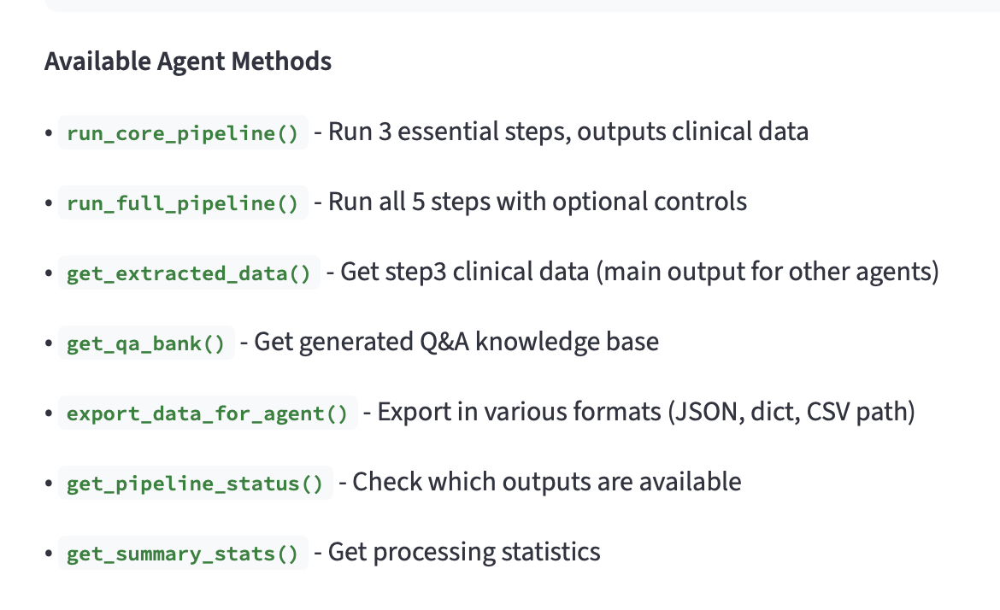 Available Agent Methods
• run_core_pipeline() - Run 3 essential steps, outputs clinical data
• run_full_pipeline() - Run all 5 steps with optional controls
• get_extracted_data() - Get step3 clinical data (main output for other agents)
• get_qa_bank() - Get generated Q&A knowledge base
• export_data_for_agent() - Export in various formats (JSON, dict, CSV path)
• get_pipeline_status() - Check which outputs are available
• get_summary_stats() - Get processing statistics